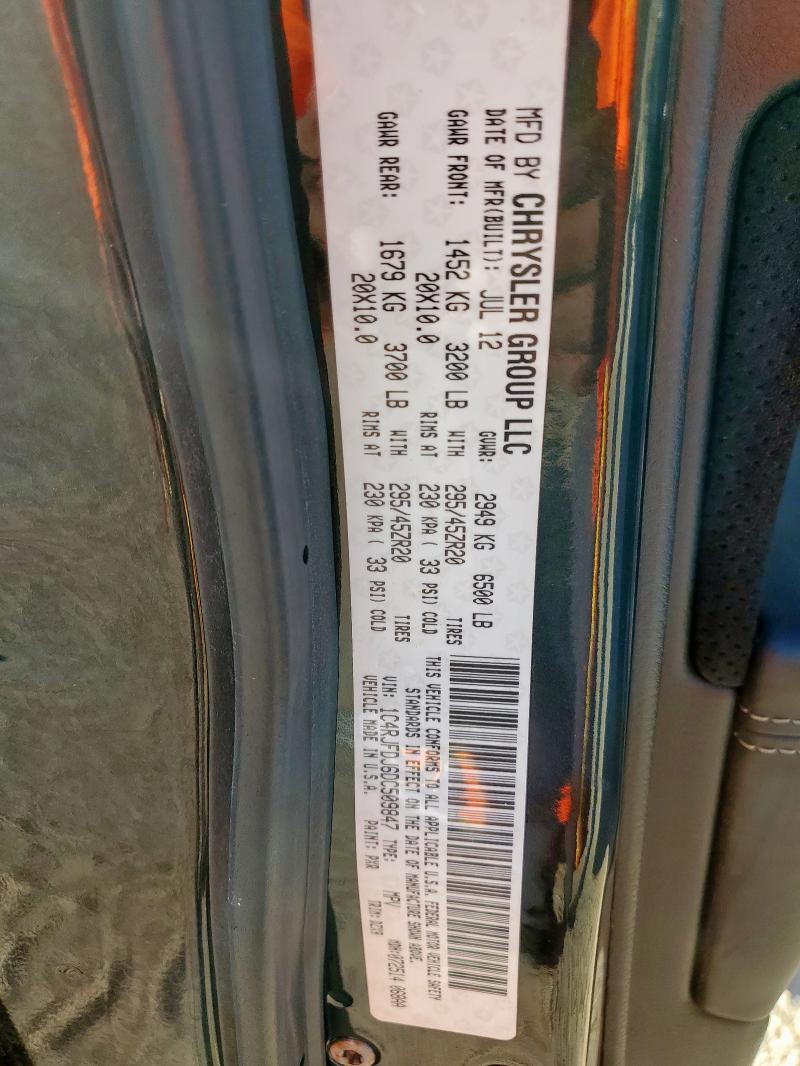 MFD BY CHRYSLER GROUP LLC
DATE OF MFR(BUILT): JUL 12 GVWR: 2949 KG 6500 LB
GAWR FRONT: 1452 KG 3200 LB WITH 295/45ZR20 TIRES
20X10.0 RIMS AT 230 KPA ( 33 PSI) COLD
GAWR REAR: 1679 KG 3700 LB WITH 295/45ZR20 TIRES
20X10.0 RIMS AT 230 KPA ( 33 PSI) COLD
THIS VEHICLE CONFORMS TO ALL APPLICABLE U.S.A. FEDERAL MOTOR VEHICLE SAFETY
STANDARDS IN EFFECT ON THE DATE OF MANUFACTURE SHOWN ABOVE.
VIN: 1C4RJFDJ6DC509847 TYPE: MPV
VEHICLE MADE IN U.S.A. PAINT: PXR